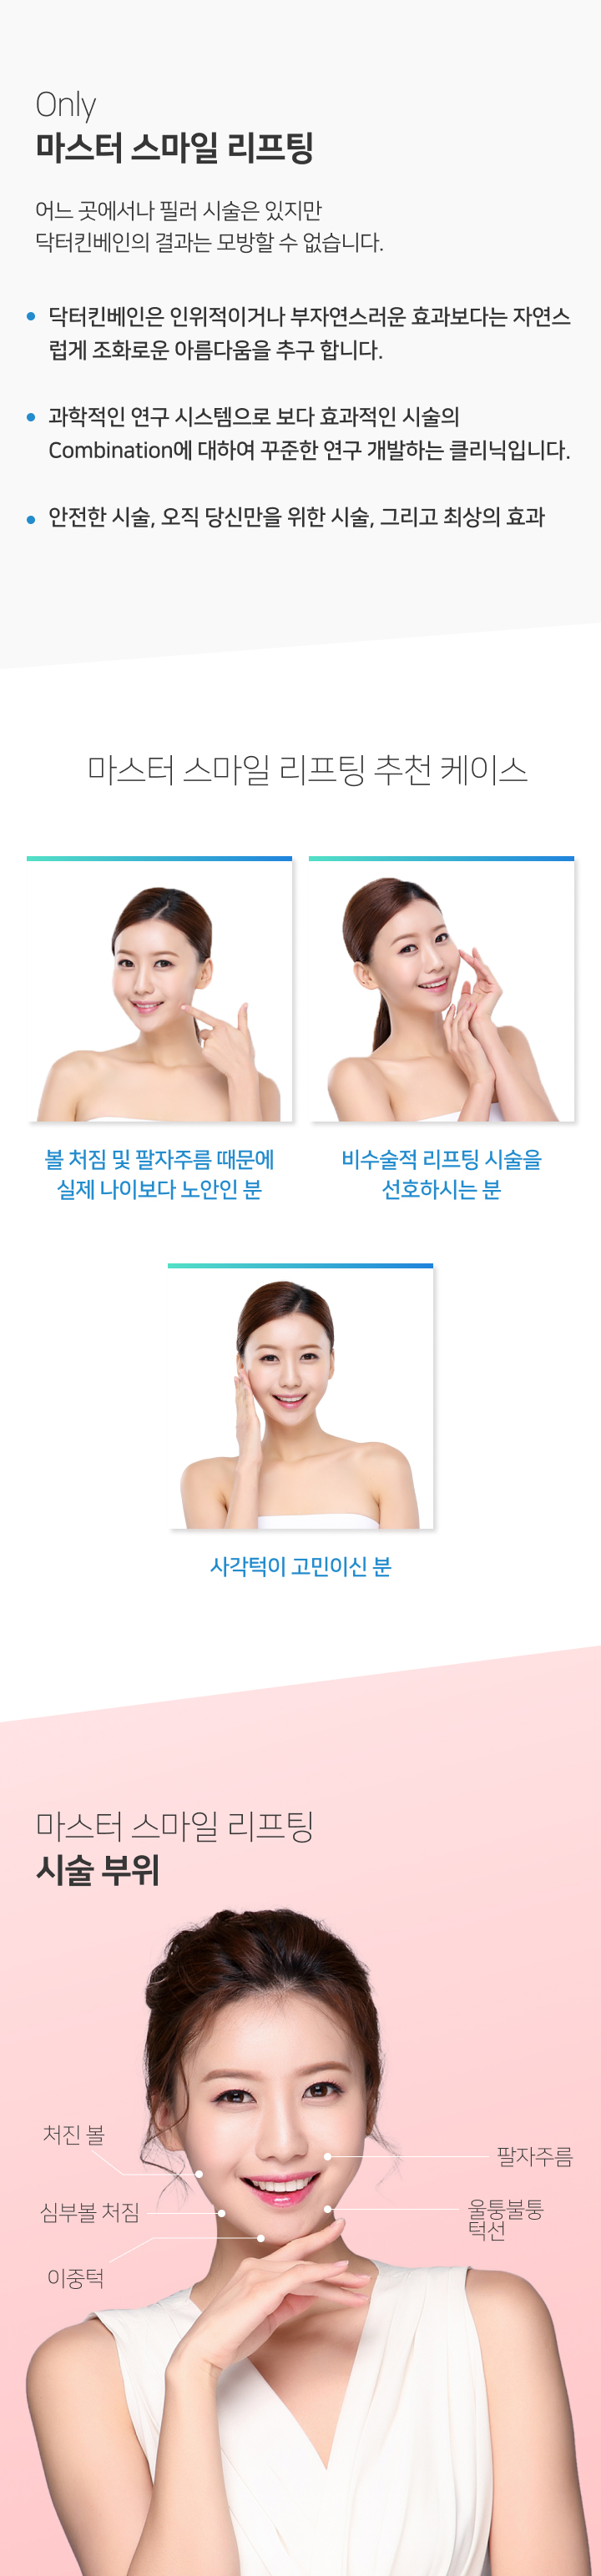 Only
마스터 스마일 리프팅
어느 곳에서나 필러 시술은 있지만
닥터킨베인의 결과는 모방할 수 없습니다.
닥터킨베인은 인위적이거나 부자연스러운 효과보다는 자연스
럽게 조화로운 아름다움을 추구 합니다.
과학적인 연구 시스템으로 보다 효과적인 시술의
Combination에 대하여 꾸준한 연구 개발하는 클리닉입니다.
안전한 시술, 오직 당신만을 위한 시술, 그리고 최상의 효과
마스터 스마일 리프팅 추천 케이스
볼 처짐 및 팔자주름 때문에
실제 나이보다 노안인 분
비수술적 리프팅 시술을
선호하시는 분
사각턱이 고민이신 분
마스터 스마일 리프팅
시술 부위
처진 볼
팔자주름
심부볼 처짐
울퉁불퉁
턱선
이중턱